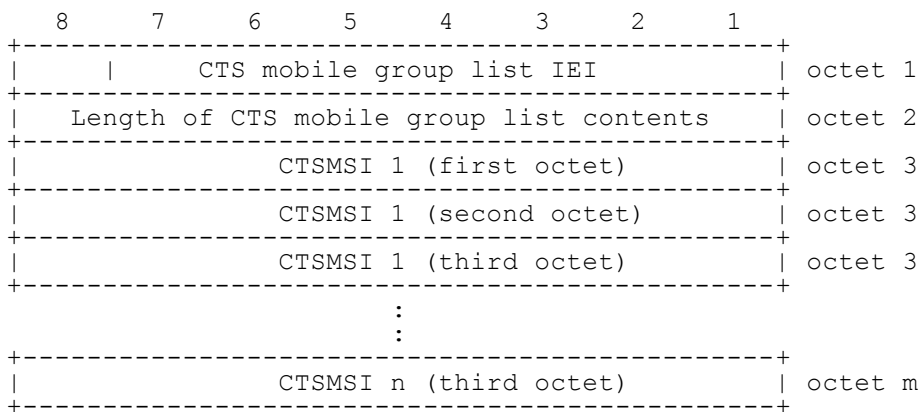 8 7 6 5 4 3 2 1
CTS mobile group list IEI octet 1
Length of CTS mobile group list contents octet 2
CTSMSI 1 (first octet) octet 3
CTSMSI 1 (second octet) octet 3
CTSMSI 1 (third octet) octet 3
:
:
CTSMSI n (third octet) octet m